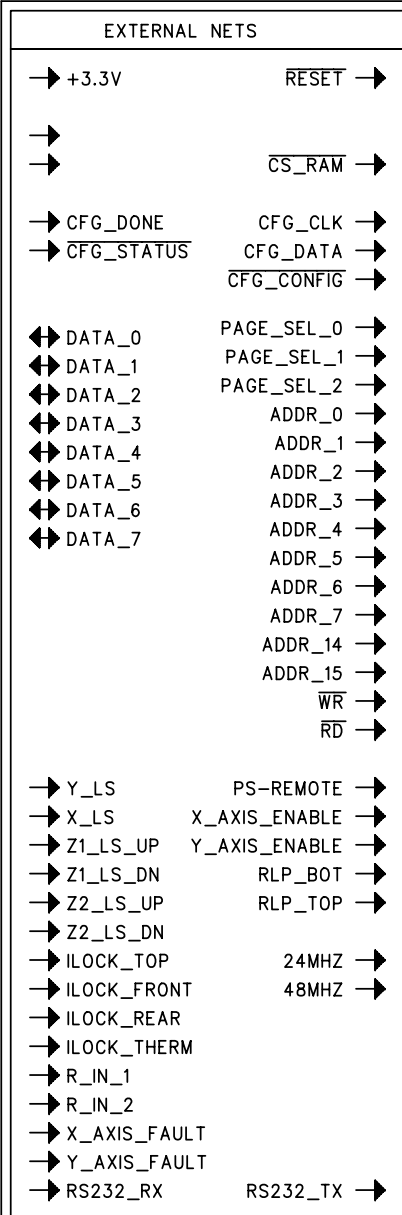 EXTERNAL NETS
+3.3V RESET
CS_RAM
CFG_DONE CFG_CLK
CFG_STATUS CFG_DATA
CFG_CONFIG
PAGE_SEL_0
DATA_0
PAGE_SEL_1
DATA_1
PAGE_SEL_2
DATA_2
ADDR_0
DATA_3
ADDR_1
DATA_4
ADDR_2
DATA_5
ADDR_3
DATA_6
ADDR_4
DATA_7
ADDR_5
ADDR_6
ADDR_7
ADDR_14
ADDR_15
WR
RD
Y_LS PS-REMOTE
X_LS X_AXIS_ENABLE
Z1_LS_UP Y_AXIS_ENABLE
Z1_LS_DN RLP_BOT
Z2_LS_UP RLP_TOP
Z2_LS_DN
ILOCK_TOP 24MHZ
ILOCK_FRONT 48MHZ
ILOCK_REAR
ILOCK_THERM
R_IN_1
R_IN_2
X_AXIS_FAULT
Y_AXIS_FAULT
RS232_RX RS232_TX